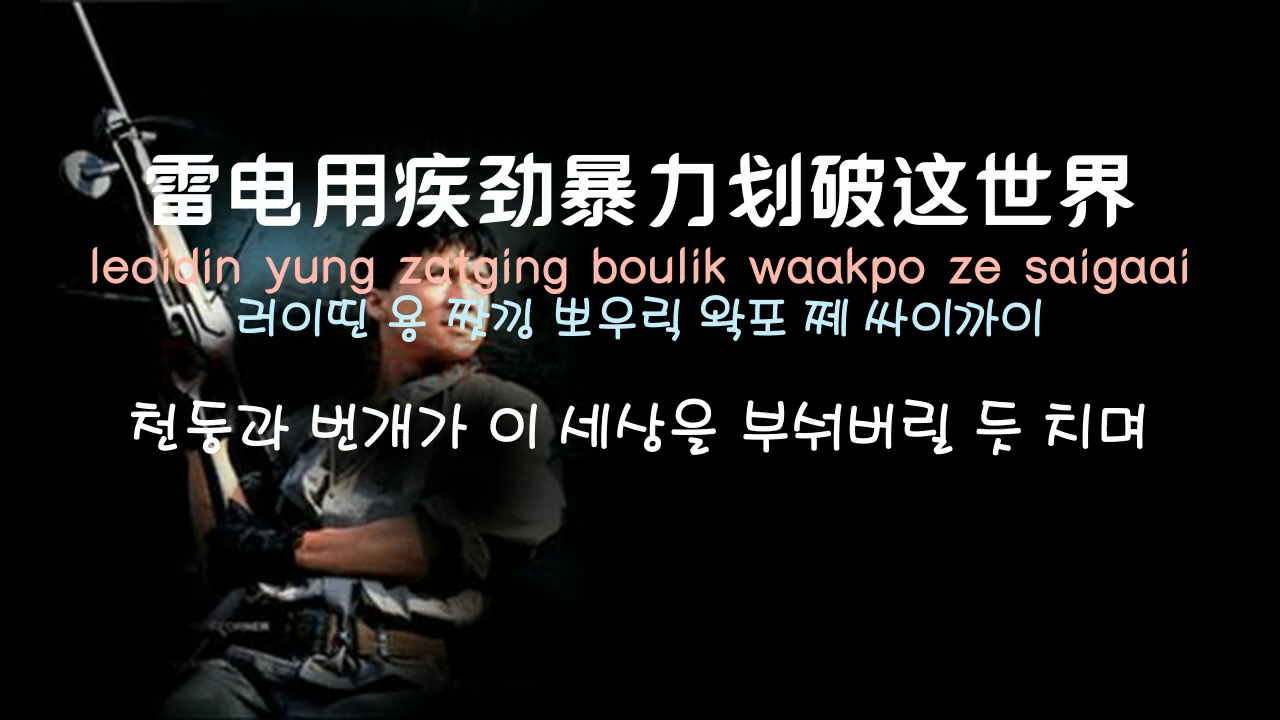 雷电用疾劲暴力划破这世界
leoidin yung zatging boulik waakpo ze saigaai
러이띤 용 짯낑 뽀우릭 왁포 쩨 싸이까이
천둥과 번개가 이 세상을 부숴버릴 듯 치며